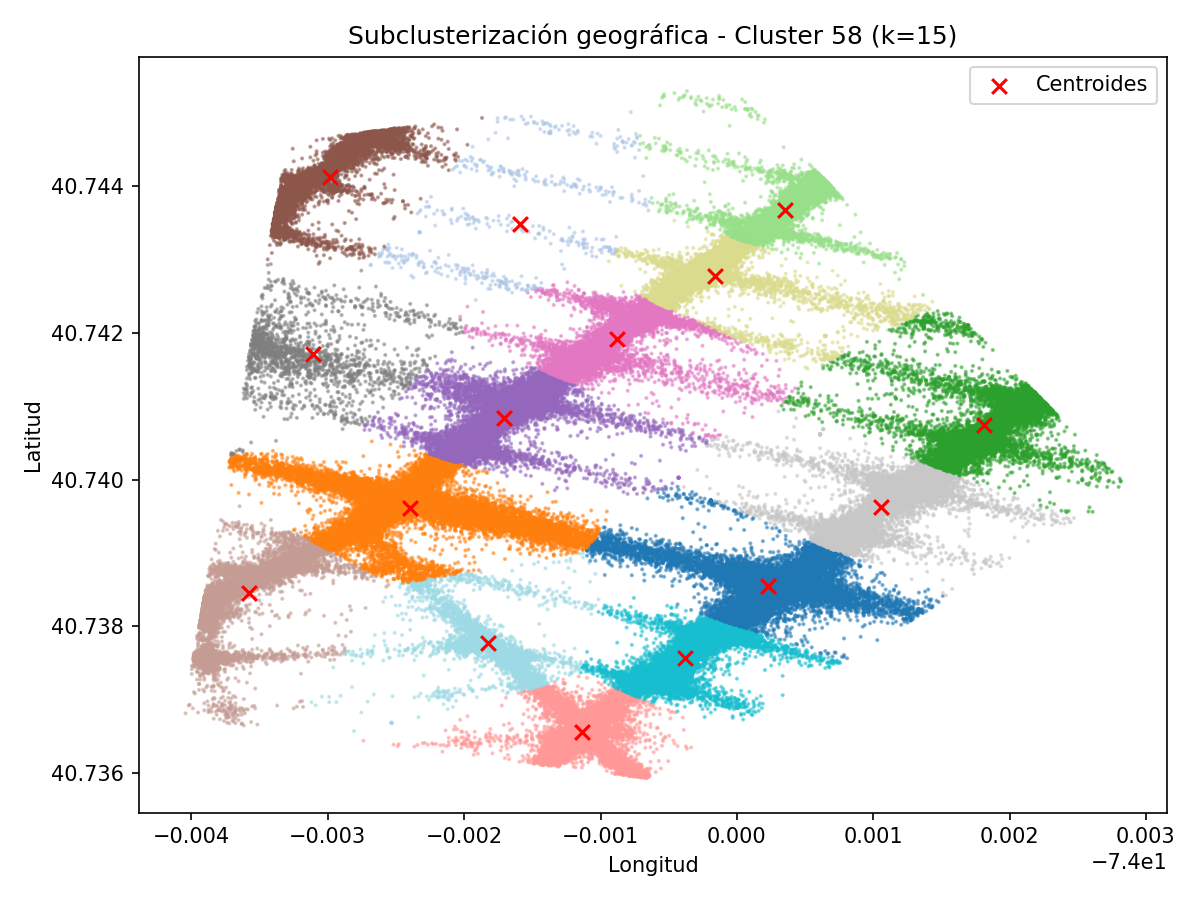 Subclusterización geográfica - Cluster 58 (k=15)
Centroides
40.744
40.742
40.740
40.738
40.736
Latitud
−0.004 −0.003 −0.002 −0.001 0.000 0.001 0.002 0.003
Longitud
−7.4e1